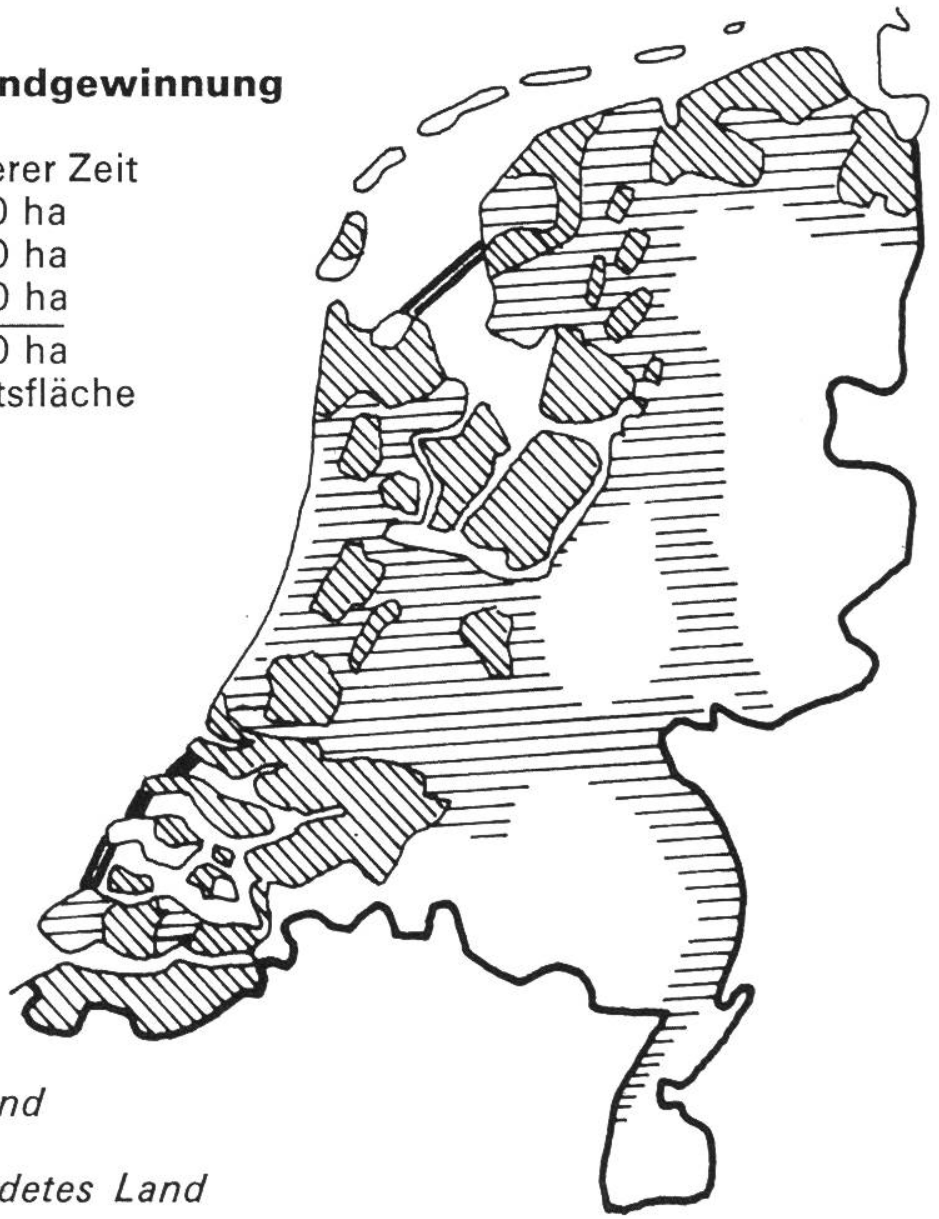 ndgewinnung
erer Zeit
0 ha
0 ha
0 ha
0 ha
tsfläche
nd
detes Land